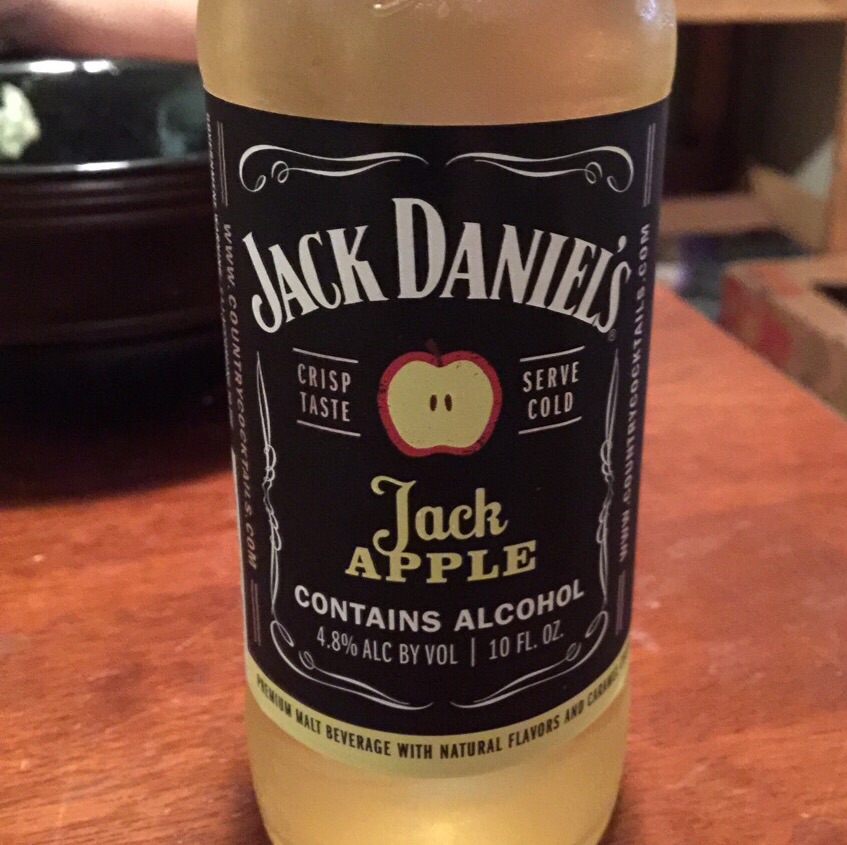 JACK DANIEL'S
CRISP
TASTE
SERVE
COLD
Jack
APPLE
CONTAINS ALCOHOL
4.8% ALC BY VOL | 10 FL. OZ.
PREMIUM MALT BEVERAGE WITH NATURAL FLAVORS AND CARAMEL
WWW.COUNTRYCOCKTAILS.COM
WWW.COUNTRYCOCKTAILS.COM